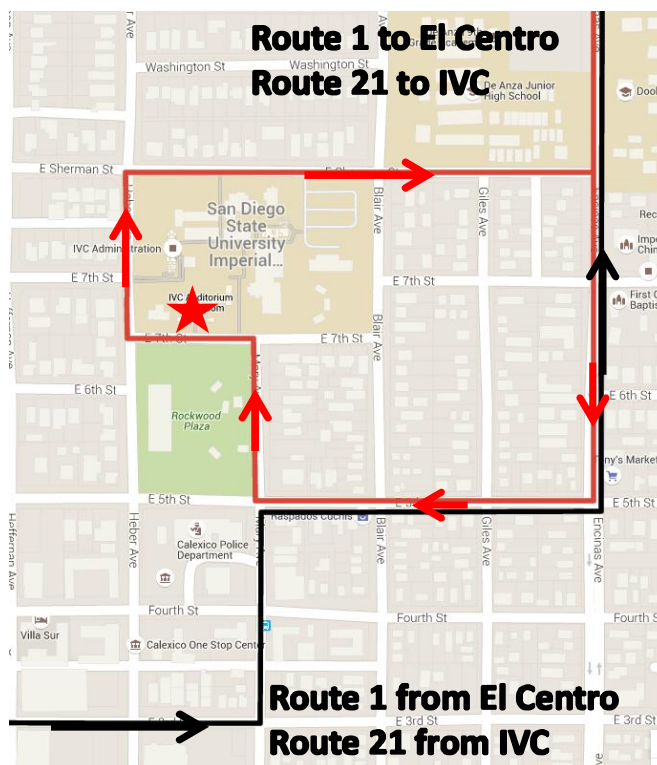 Route 1 to El Centro
Route 21 to IVC
Washington St
Washington St
De Anza Junior
High School
E Sherman St
San Diego
State
University
Imperial...
Blair Ave
Giles Ave
IVC Administration
E 7th St
E 7th St
IVC Auditorium
E 7th St
E 7th St
Blair Ave
First C
Baptis
E 6th St
E 6th St
Rockwood
Plaza
E 5th St
E 5th St
Raspados Cuchis
Heffernan Ave
Heber Ave
Mary Ave
Blair Ave
Giles Ave
Encinas Ave
Calexico Police
Department
Fourth St
Fourth St
Fourth S
Villa Sur
Calexico One Stop Center
Route 1 from El Centro
E 3rd St
E 3rd St
Route 21 from IVC